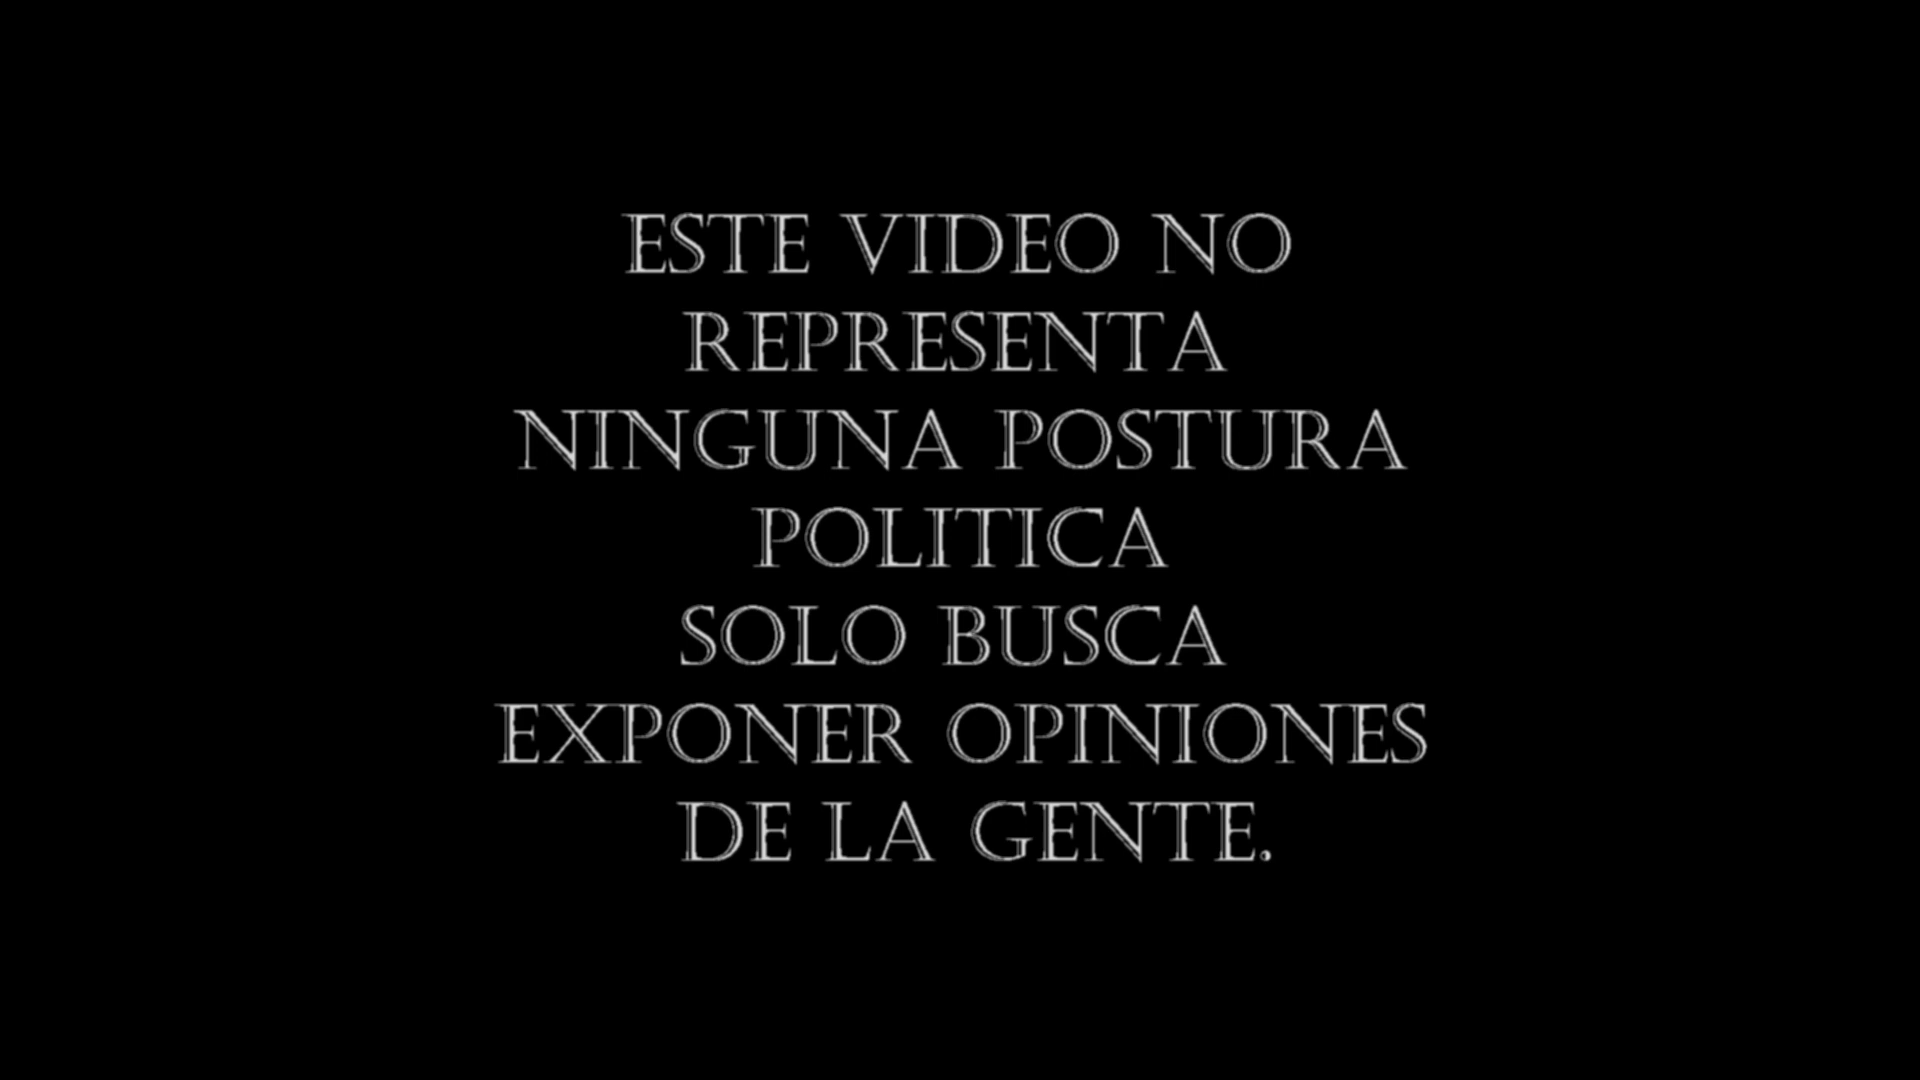 ESTE VIDEO NO
REPRESENTA
NINGUNA POSTURA
POLITICA
SOLO BUSCA
EXPONER OPINIONES
DE LA GENTE.